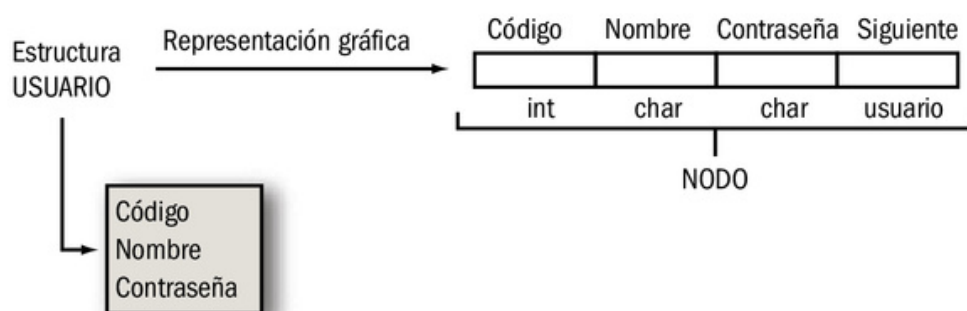 Estructura
USUARIO
Representación gráfica
Código Nombre Contraseña Siguiente
int char char usuario
NODO
Código
Nombre
Contraseña